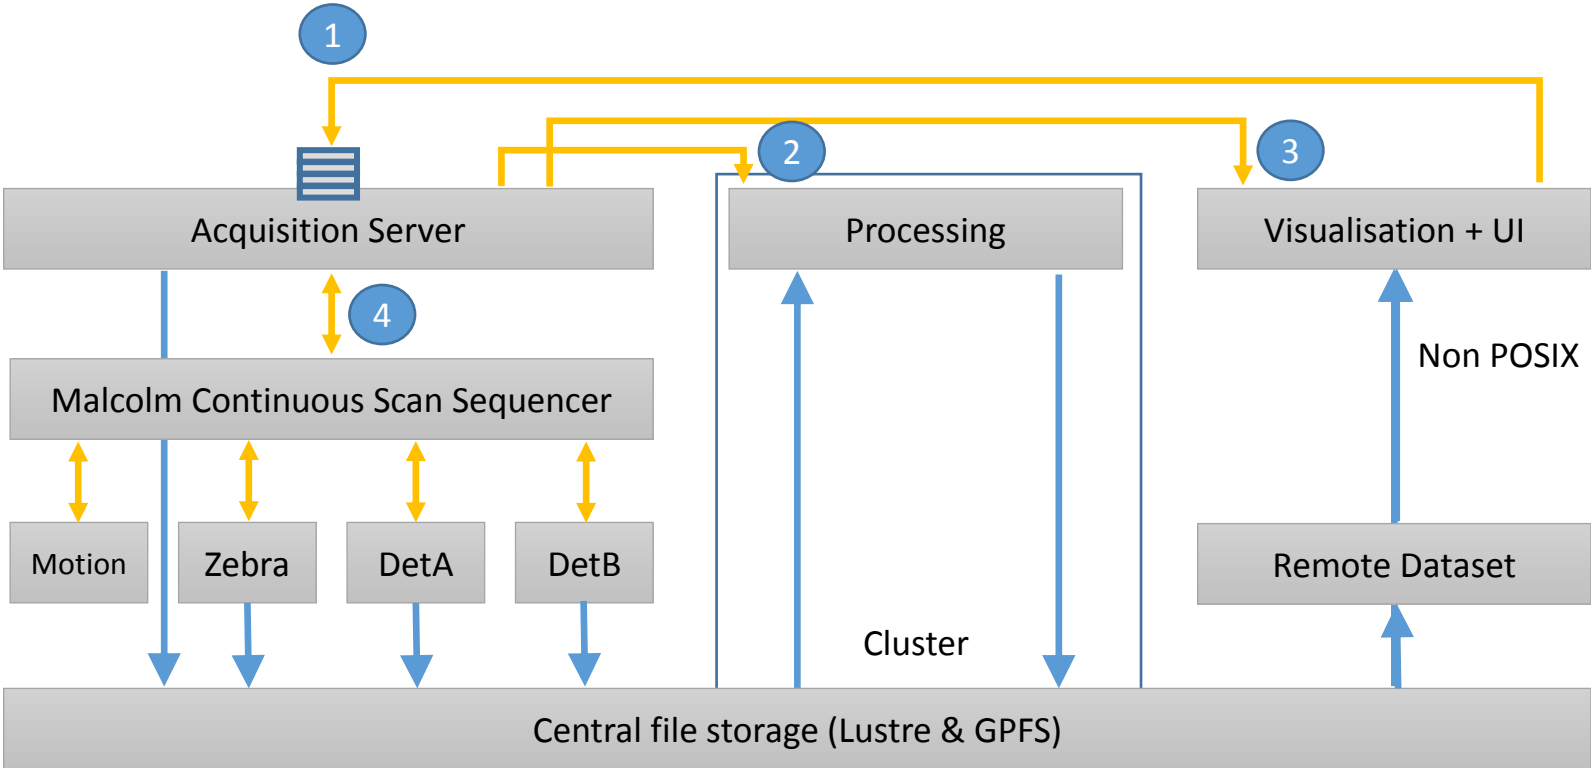 1
2
3
Acquisition Server
Processing
Visualisation + UI
4
Non POSIX
Malcolm Continuous Scan Sequencer
Motion
Zebra
DetA
DetB
Remote Dataset
Cluster
Central file storage (Lustre & GPFS)